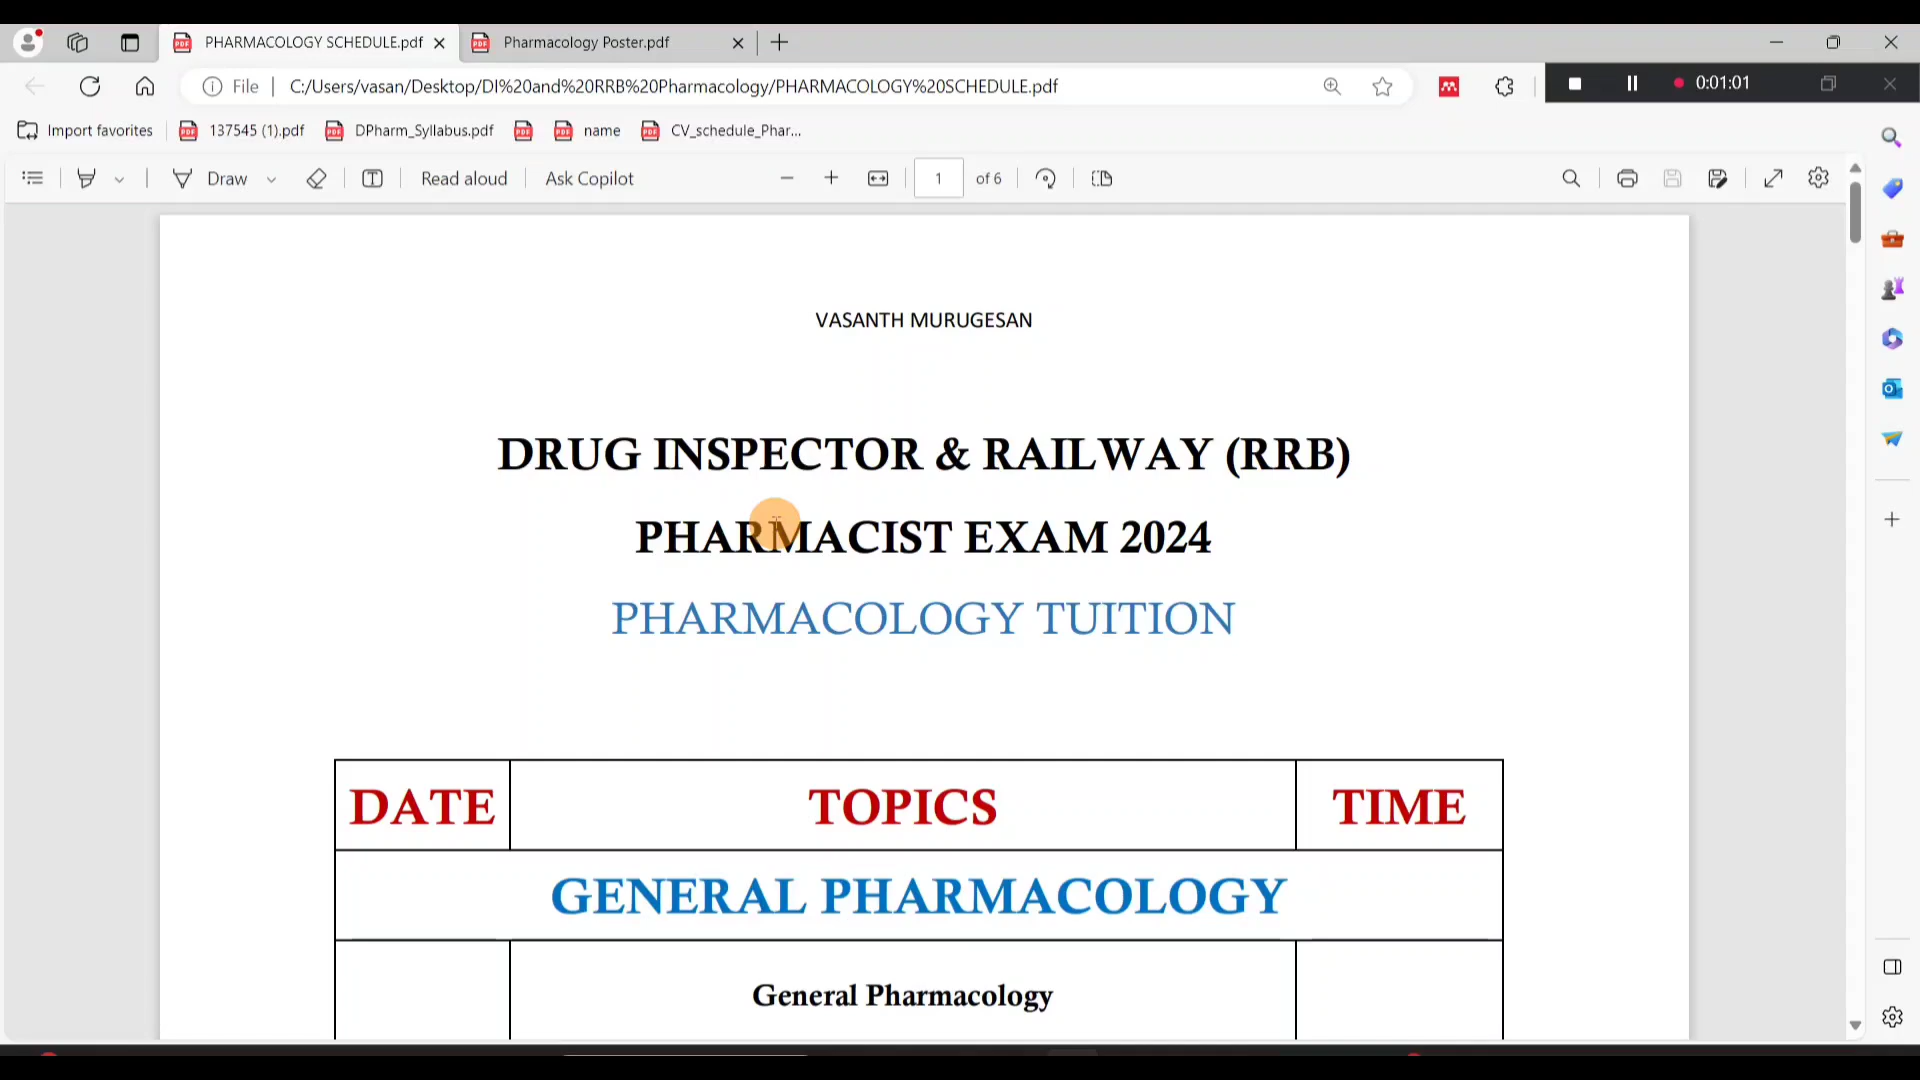 PHARMACOLOGY SCHEDULE.pdf
Pharmacology Poster.pdf
File
C:/Users/vasan/Desktop/DI%20and%20RRB%20Pharmacology/PHARMACOLOGY%20SCHEDULE.pdf
0:01:01
Import favorites
137545 (1).pdf
DPharm_Syllabus.pdf
name
CV_schedule_Phar...
Draw
Read aloud
Ask Copilot
1
of 6
VASANTH MURUGESAN
DRUG INSPECTOR & RAILWAY (RRB)
PHARMACIST EXAM 2024
PHARMACOLOGY TUITION
DATE
TOPICS
TIME
GENERAL PHARMACOLOGY
General Pharmacology